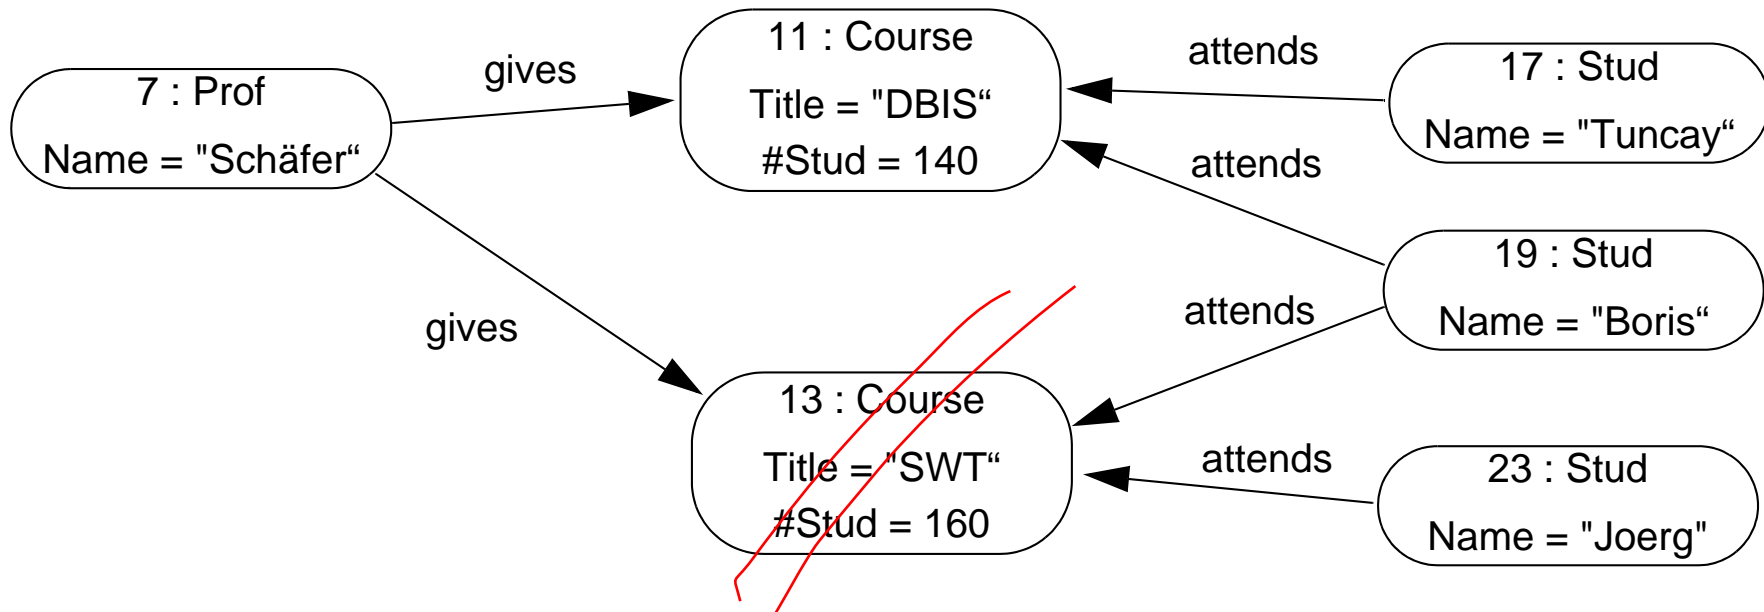 7 : Prof
Name = "Schäfer“
gives
gives
11 : Course
Title = "DBIS“
#Stud = 140
13 : Course
Title = "SWT“
#Stud = 160
attends
attends
attends
attends
17 : Stud
Name = "Tuncay“
19 : Stud
Name = "Boris“
23 : Stud
Name = "Joerg"